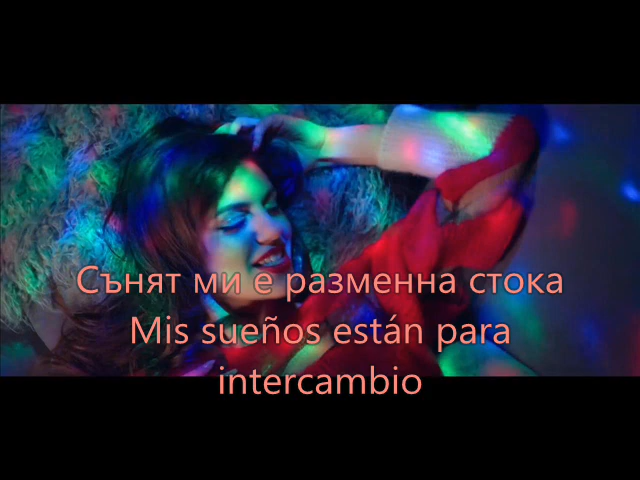 Сънят ми е разменна стока
Mis sueños están para
intercambio